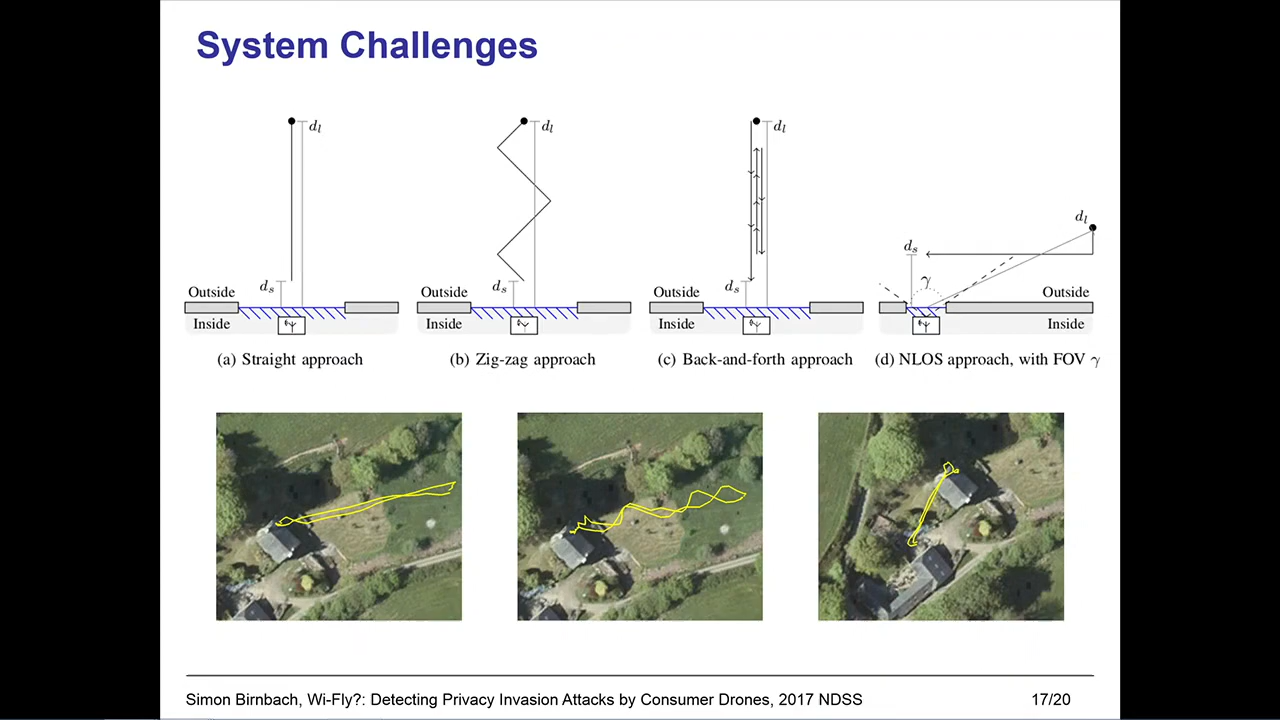 System Challenges
d_l
d_l
d_l
d_l
d_s
d_s
d_s
d_s
γ
Outside
Outside
Outside
Outside
Inside
Inside
Inside
Inside
(a) Straight approach
(b) Zig-zag approach
(c) Back-and-forth approach
(d) NLOS approach, with FOV γ
Simon Birnbach, Wi-Fly?: Detecting Privacy Invasion Attacks by Consumer Drones, 2017 NDSS
17/20